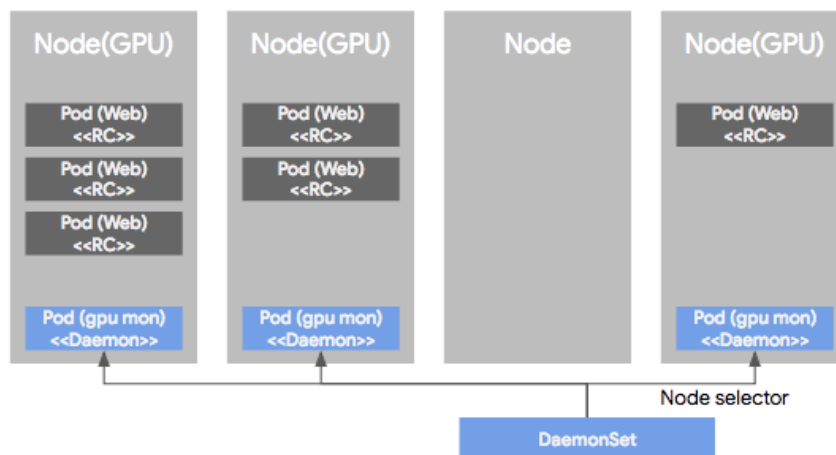 Node(GPU)
Pod (Web)
<<RC>>
Pod (Web)
<<RC>>
Pod (Web)
<<RC>>
Pod (gpu mon)
<<Daemon>>
Node(GPU)
Pod (Web)
<<RC>>
Pod (Web)
<<RC>>
Pod (gpu mon)
<<Daemon>>
Node
Node(GPU)
Pod (Web)
<<RC>>
Pod (gpu mon)
<<Daemon>>
Node selector
DaemonSet